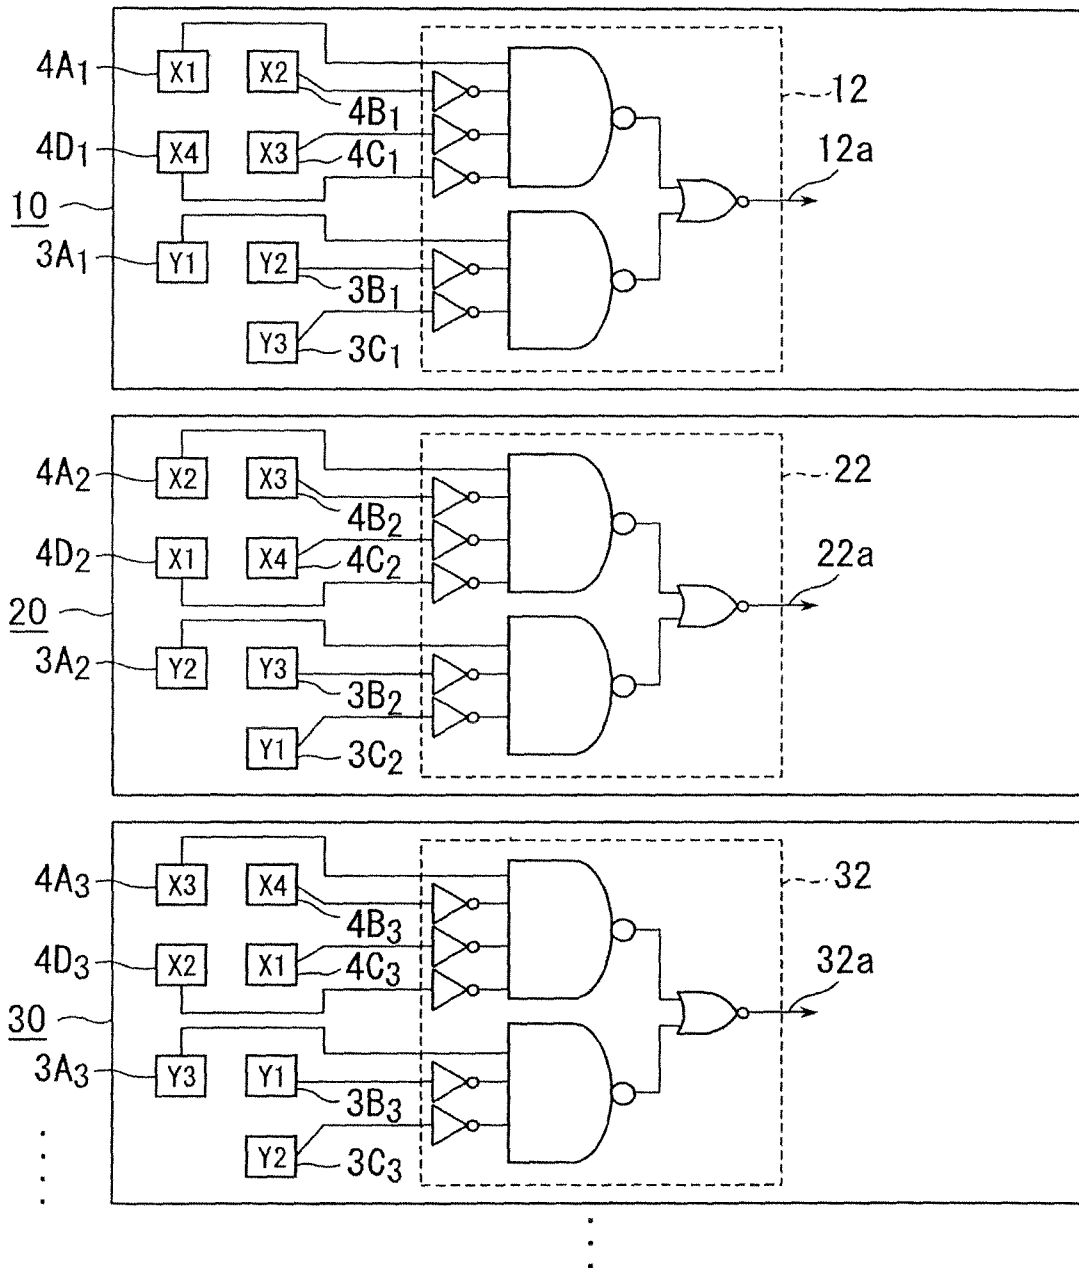 4A1 X1 X2 12
4B1
4D1 X4 X3 4C1 12a
10
3A1 Y1 Y2
3B1
Y3 3C1
4A2 X2 X3 22
4B2
4D2 X1 X4 4C2 22a
20
3A2 Y2 Y3
3B2
Y1 3C2
4A3 X3 X4 32
4B3
4D3 X2 X1 4C3 32a
30
3A3 Y3 Y1
3B3
Y2 3C3